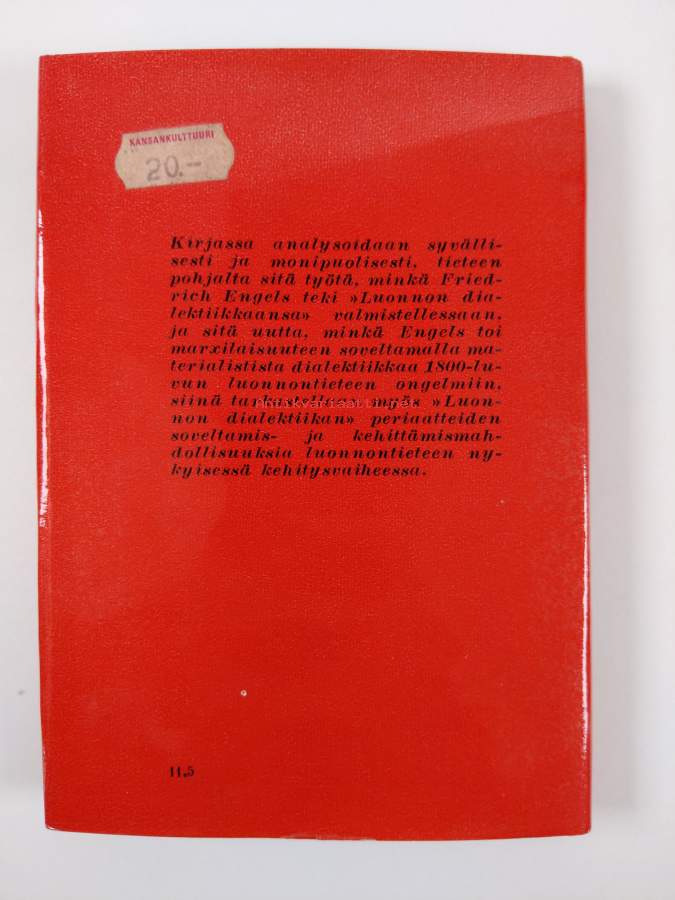 KANSANKULTTUURI
20.-
Kirjassa analysoidaan syvälli-
sesti ja monipuolisesti, tieteen
pohjalta sitä työtä, minkä Fried-
rich Engels teki »Luonnon dia-
lektiikkaansa» valmistellessaan,
ja sitä uutta, minkä Engels toi
marxilaisuuteen soveltamalla ma-
terialistista dialektiikkaa 1800-lu-
vun luonnontieteen ongelmiin,
siinä tarkastellaan myös »Luon-
non dialektiikan» periaatteiden
soveltamis- ja kehittämismah-
dollisuuksia luonnontieteen ny-
kyisessä kehitysvaiheessa.
11,5